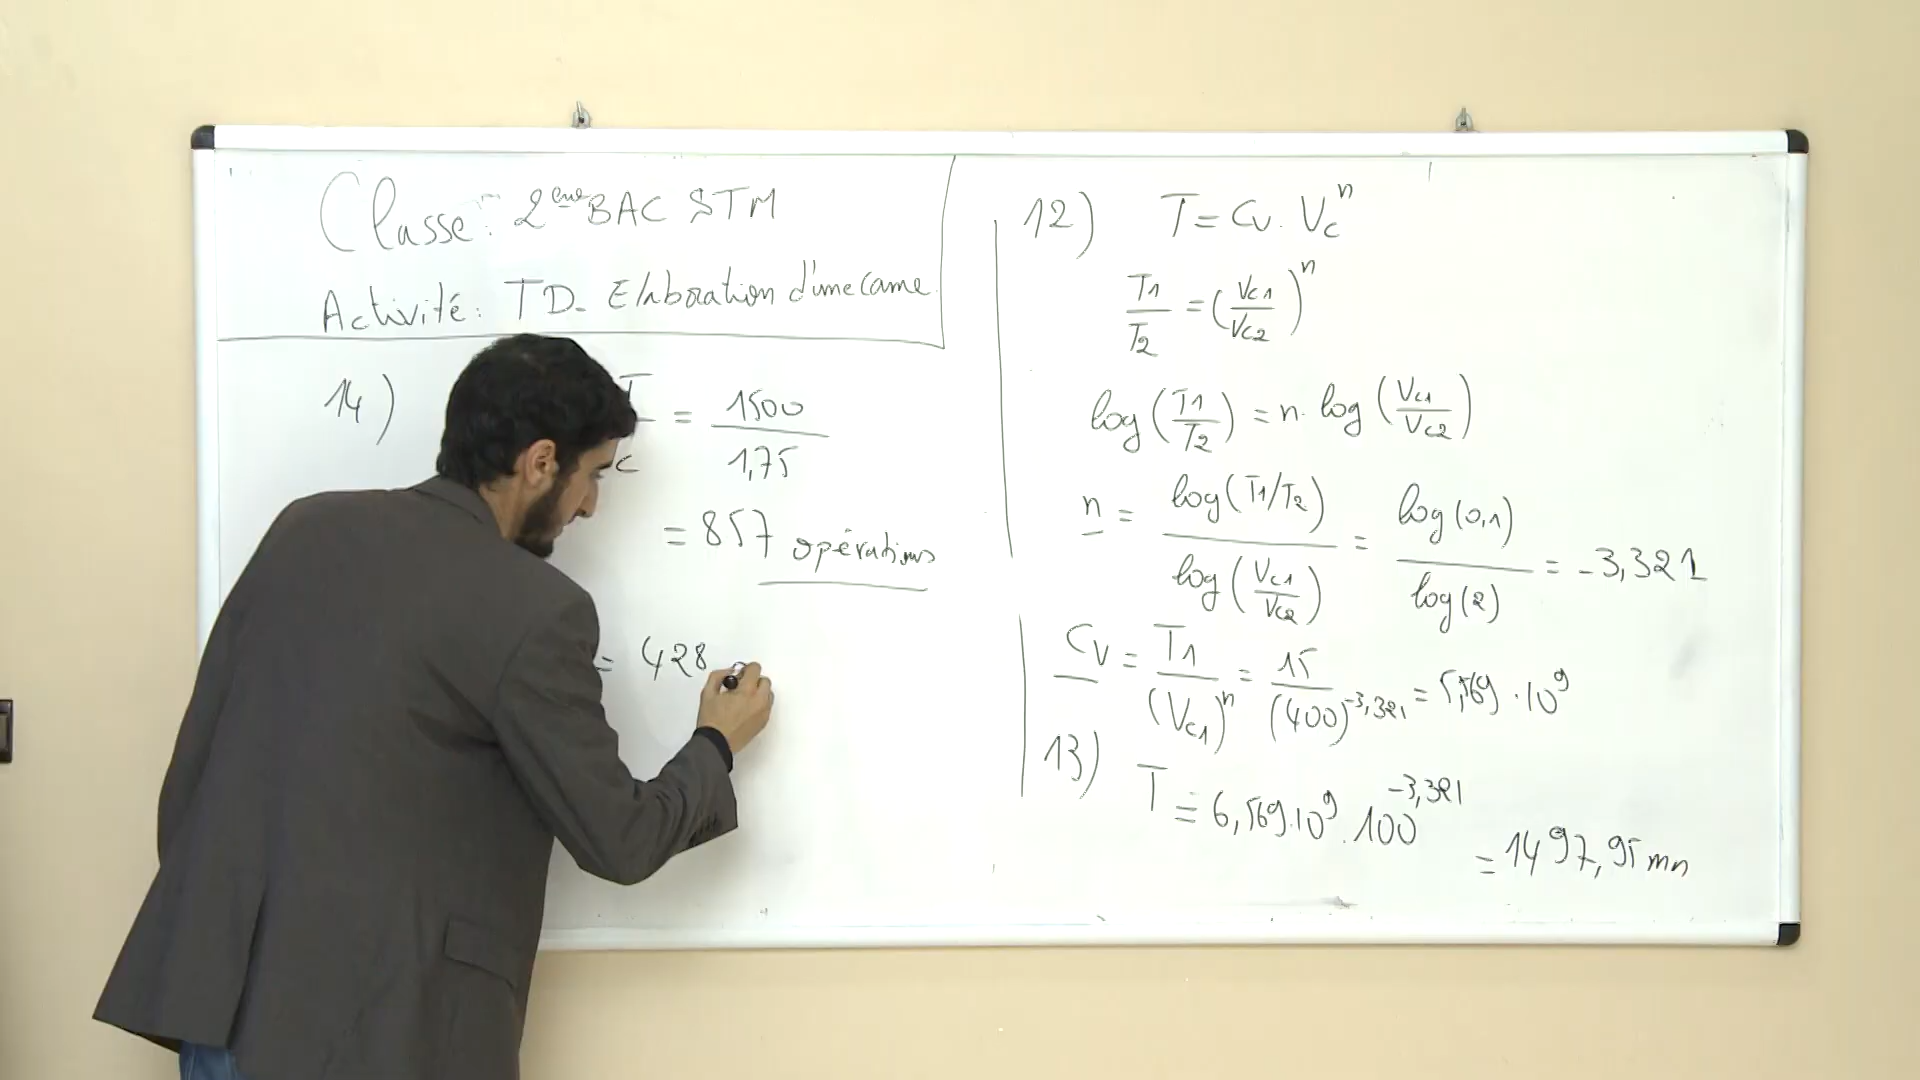 Classe: 2ème BAC STM
Activité: TD- Elaboration d'une came
14)
T / c = 1500 / 1,75
= 857 opérations
= 428
12) T = Cv . Vc^n
T1 / T2 = (Vc1 / Vc2)^n
log(T1 / T2) = n. log(Vc1 / Vc2)
n = log(T1/T2) / log(Vc1 / Vc2) = log(0,1) / log(2) = -3,321
Cv = T1 / (Vc1)^n = 15 / (400)^-3,321 = 5,569 . 10^9
13) T = 6,569.10^9 . 100^-3,321
= 1497,95 mn